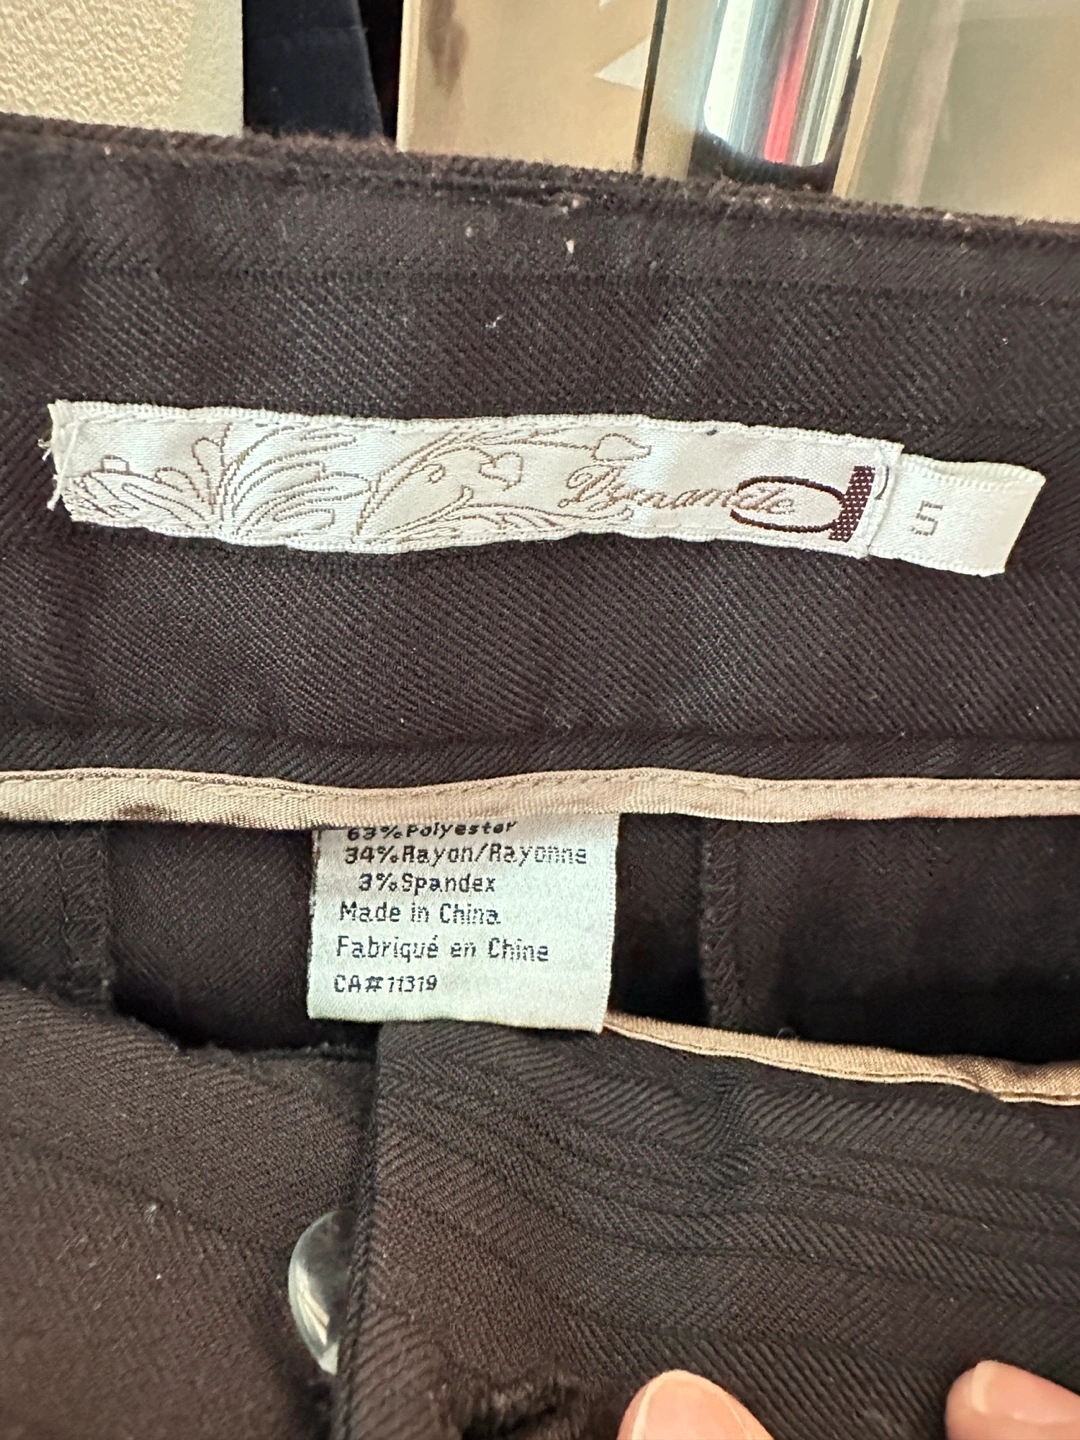 Dynamite
5
63%Polyester
34%Rayon/Rayonne
3%Spandex
Made in China
Fabriqué en Chine
CA#11319